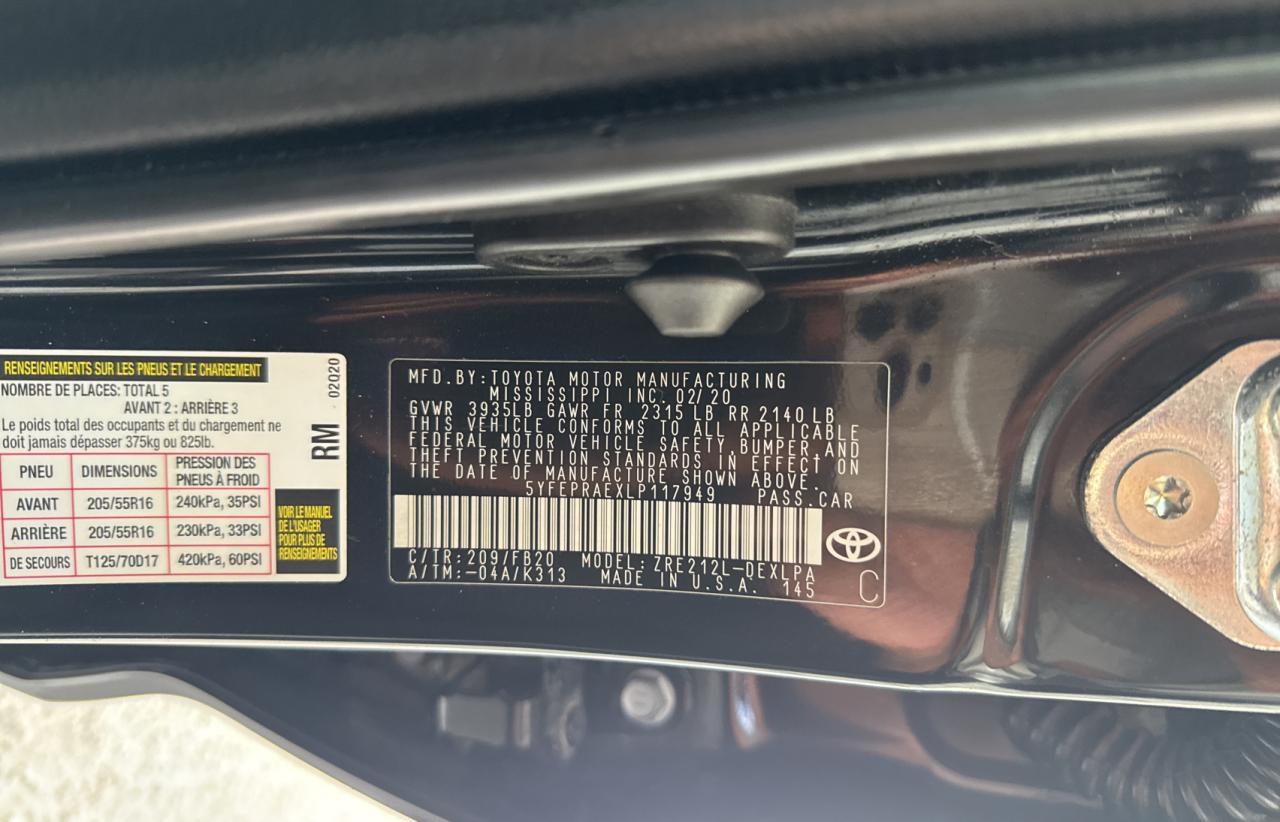 RENSEIGNEMENTS SUR LES PNEUS ET LE CHARGEMENT
NOMBRE DE PLACES: TOTAL 5
AVANT 2 : ARRIÈRE 3
Le poids total des occupants et du chargement ne
doit jamais dépasser 375kg ou 825lb.
PNEU DIMENSIONS PRESSION DES PNEUS À FROID
AVANT 205/55R16 240kPa, 35PSI
ARRIÈRE 205/55R16 230kPa, 33PSI
DE SECOURS T125/70D17 420kPa, 60PSI
VOIR LE MANUEL
DE L'USAGER
POUR PLUS DE
RENSEIGNEMENTS
02Q20
RM
MFD.BY:TOYOTA MOTOR MANUFACTURING
MISSISSIPPI INC.02/20
GVWR 3935LB GAWR FR 2315 LB RR 2140 LB
THIS VEHICLE CONFORMS TO ALL APPLICABLE
FEDERAL MOTOR VEHICLE SAFETY,BUMPER,AND
THEFT PREVENTION STANDARDS IN EFFECT ON
THE DATE OF MANUFACTURE SHOWN ABOVE.
5YFEPRAEXLP117949 PASS.CAR
C/TR:209/FB20 MODEL:ZRE212L-DEXLPA
A/TM:-04A/K313 MADE IN U.S.A. 145
C